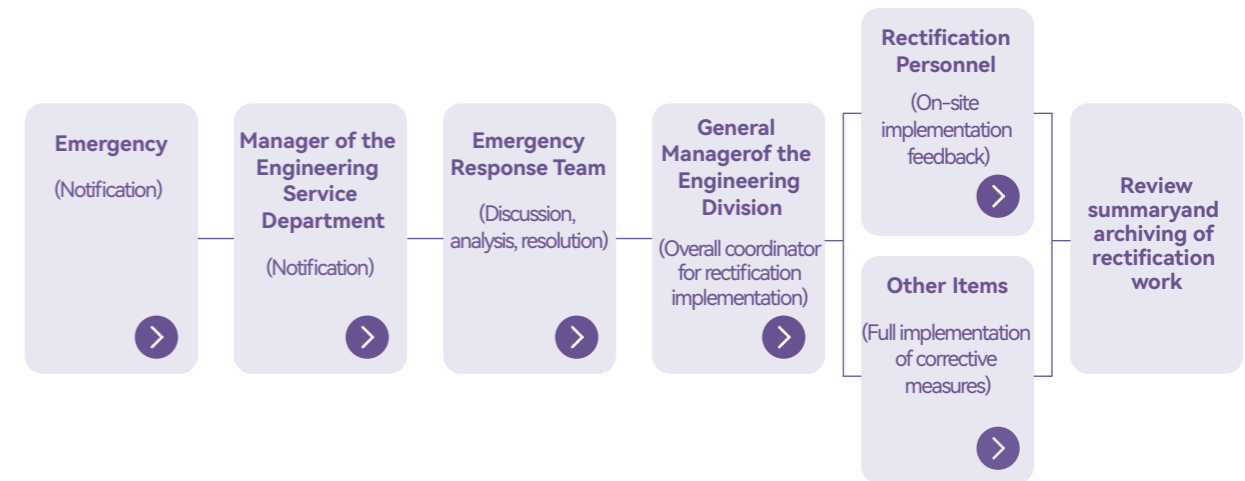 Emergency
(Notification)
Manager of the
Engineering
Service
Department
(Notification)
Emergency
Response Team
(Discussion,
analysis, resolution)
General
Managerof the
Engineering
Division
(Overall coordinator
for rectification
implementation)
Rectification
Personnel
(On-site
implementation
feedback)
Other Items
(Full implementation
of corrective
measures)
Review
summaryand
archiving of
rectification
work